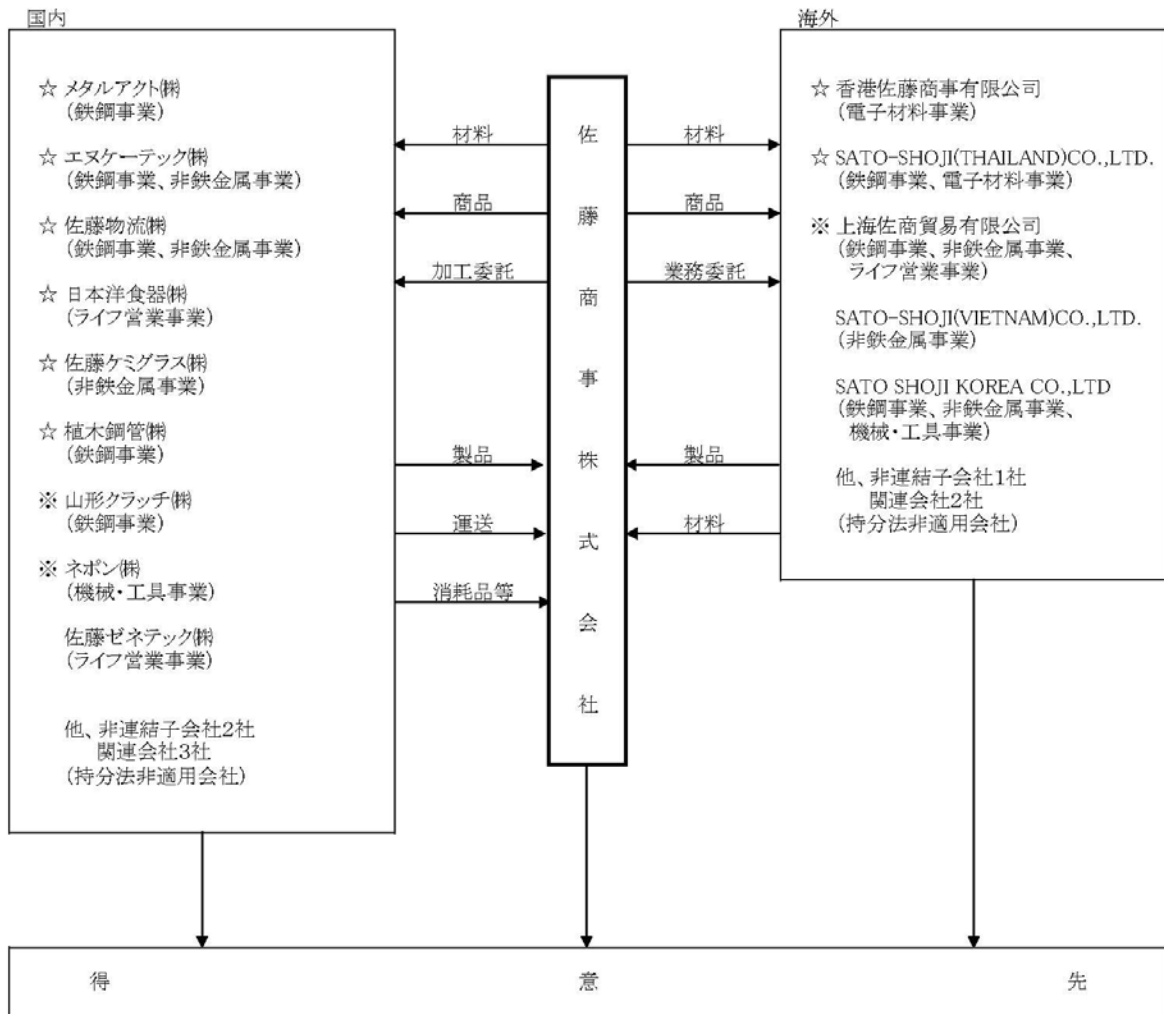 国内
☆ メタルアクト㈱
(鉄鋼事業)
☆ エヌケーテック㈱
(鉄鋼事業、非鉄金属事業)
☆ 佐藤物流㈱
(鉄鋼事業、非鉄金属事業)
☆ 日本洋食器㈱
(ライフ営業事業)
☆ 佐藤ケミグラス㈱
(非鉄金属事業)
☆ 植木鋼管㈱
(鉄鋼事業)
※ 山形クラッチ㈱
(鉄鋼事業)
※ ネポン㈱
(機械・工具事業)
佐藤ゼネテック㈱
(ライフ営業事業)
他、非連結子会社2社
関連会社3社
(持分法非適用会社)
材料
商品
加工委託
製品
運送
消耗品等
佐藤商事株式会社
材料
商品
業務委託
製品
材料
海外
☆ 香港佐藤商事有限公司
(電子材料事業)
☆ SATO-SHOJI(THAILAND)CO.,LTD.
(鉄鋼事業、電子材料事業)
※ 上海佐商貿易有限公司
(鉄鋼事業、非鉄金属事業、
ライフ営業事業)
SATO-SHOJI(VIETNAM)CO.,LTD.
(非鉄金属事業)
SATO SHOJI KOREA CO.,LTD
(鉄鋼事業、非鉄金属事業、
機械・工具事業)
他、非連結子会社1社
関連会社2社
(持分法非適用会社)
得意先